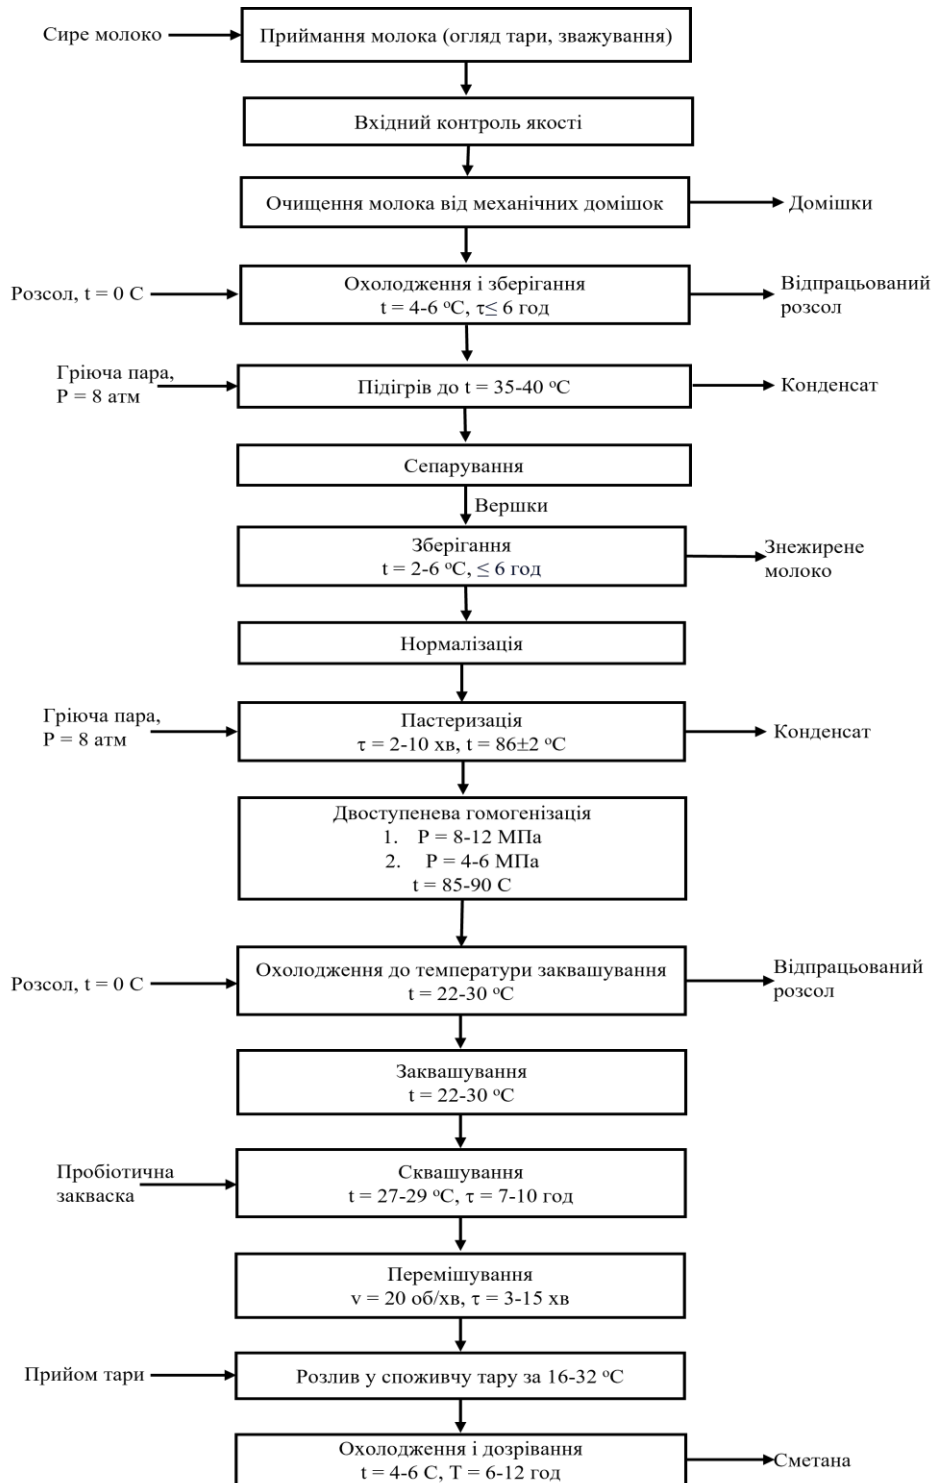 Сире молоко
Приймання молока (огляд тари, зважування)
Вхідний контроль якості
Очищення молока від механічних домішок
Домішки
Розсол, t = 0 С
Охолодження і зберігання
t = 4-6 °С, τ≤ 6 год
Відпрацьований
розсол
Гріюча пара,
Р = 8 атм
Підігрів до t = 35-40 °С
Конденсат
Сепарування
Вершки
Зберігання
t = 2-6 °С, ≤ 6 год
Знежирене
молоко
Нормалізація
Гріюча пара,
Р = 8 атм
Пастеризація
τ = 2-10 хв, t = 86±2 °С
Конденсат
Двоступенева гомогенізація
1. Р = 8-12 МПа
2. Р = 4-6 МПа
t = 85-90 С
Розсол, t = 0 С
Охолодження до температури заквашування
t = 22-30 °С
Відпрацьований
розсол
Заквашування
t = 22-30 °С
Пробіотична
закваска
Сквашування
t = 27-29 °С, τ = 7-10 год
Перемішування
v = 20 об/хв, τ = 3-15 хв
Прийом тари
Розлив у споживчу тару за 16-32 °С
Охолодження і дозрівання
t = 4-6 С, Т = 6-12 год
Сметана